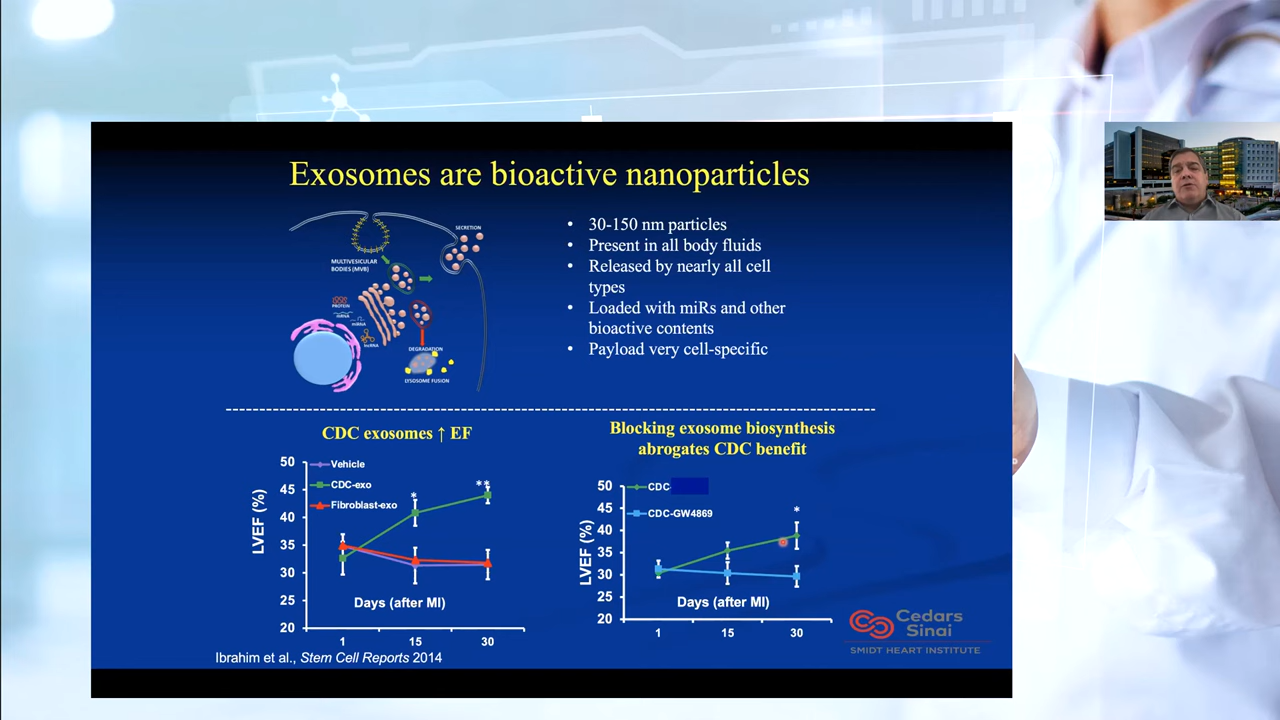 Exosomes are bioactive nanoparticles
SECRETION
MULTIVESICULAR
BODIES (MVB)
PROTEIN
miRNA
lncRNA
DEGRADATION
LYSOSOME FUSION
• 30-150 nm particles
• Present in all body fluids
• Released by nearly all cell
types
• Loaded with miRs and other
bioactive contents
• Payload very cell-specific
CDC exosomes ↑ EF
50
45
40
35
30
25
20
LVEF (%)
Vehicle
CDC-exo
Fibroblast-exo
*
**
Days (after MI)
1 15 30
Ibrahim et al., Stem Cell Reports 2014
Blocking exosome biosynthesis
abrogates CDC benefit
50
45
40
35
30
25
20
LVEF (%)
CDC
CDC-GW4869
*
Days (after MI)
1 15 30
Cedars
Sinai
SMIDT HEART INSTITUTE